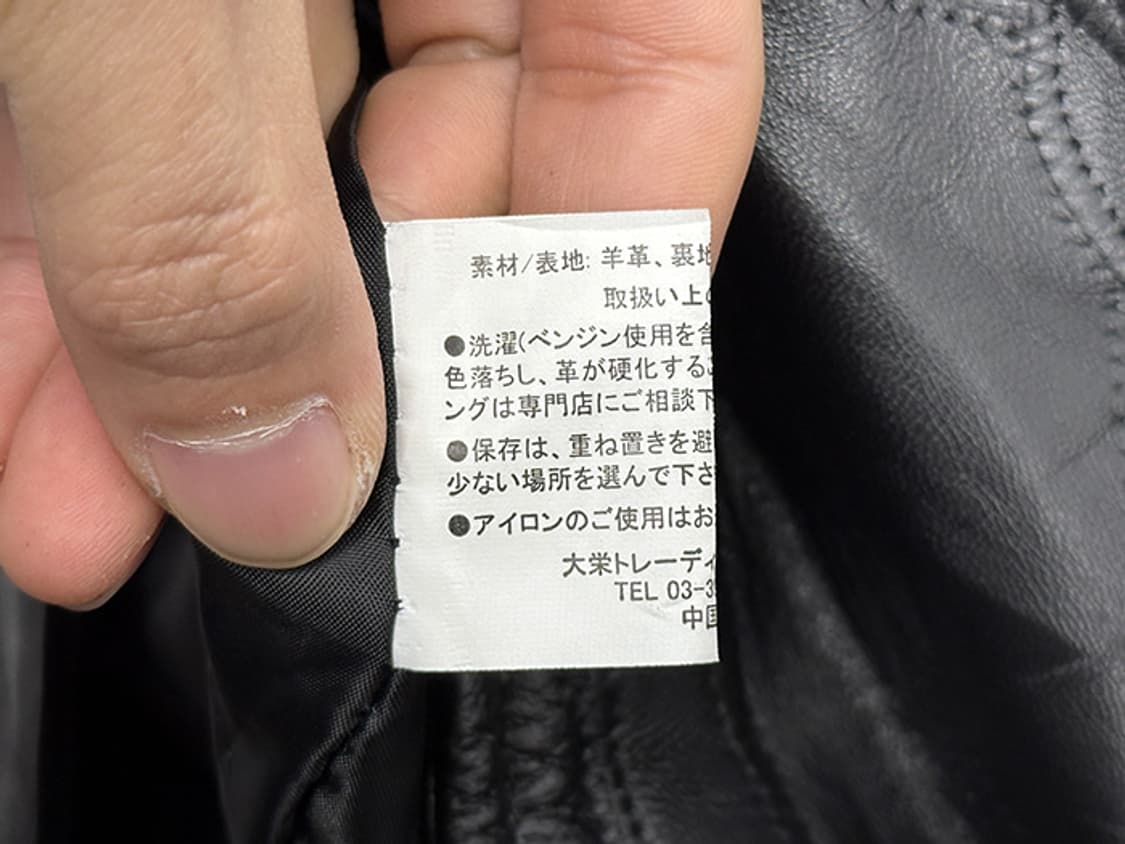 素材/表地: 羊革、裏地
取扱い上の
●洗濯(ベンジン使用を含
色落ちし、革が硬化する
ングは専門店にご相談下
●保存は、重ね置きを避
少ない場所を選んで下さ
●アイロンのご使用はお
大栄トレーディ
TEL 03-3
中国